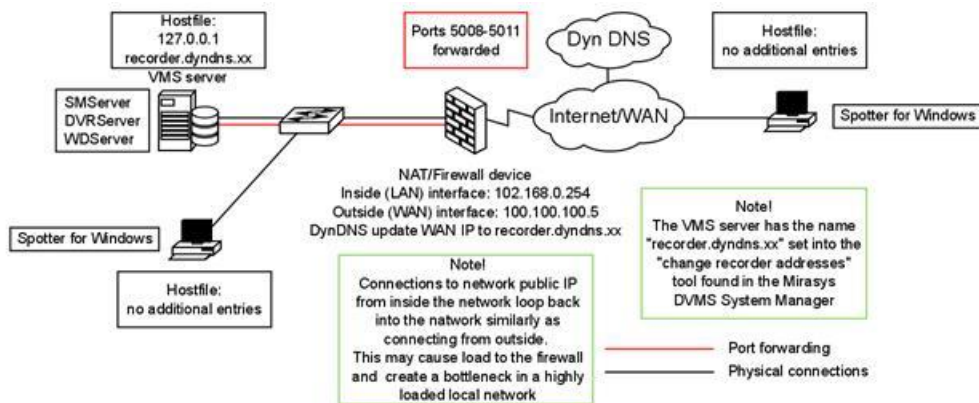 Hostfile:
127.0.0.1
recorder.dyndns.xx
VMS server
SMServer
DVRServer
WDServer
Ports 5008-5011
forwarded
Dyn DNS
Internet/WAN
Hostfile:
no additional entries
Spotter for Windows
NAT/Firewall device
Inside (LAN) interface: 102.168.0.254
Outside (WAN) interface: 100.100.100.5
DynDNS update WAN IP to recorder.dyndns.xx
Spotter for Windows
Hostfile:
no additional entries
Note!
Connections to network public IP
from inside the network loop back
into the natwork similarly as
connecting from outside.
This may cause load to the firewall
and create a bottleneck in a highly
loaded local network
Note!
The VMS server has the name
"recorder.dyndns.xx" set into the
"change recorder addresses"
tool found in the Mirasys
DVMS System Manager
Port forwarding
Physical connections